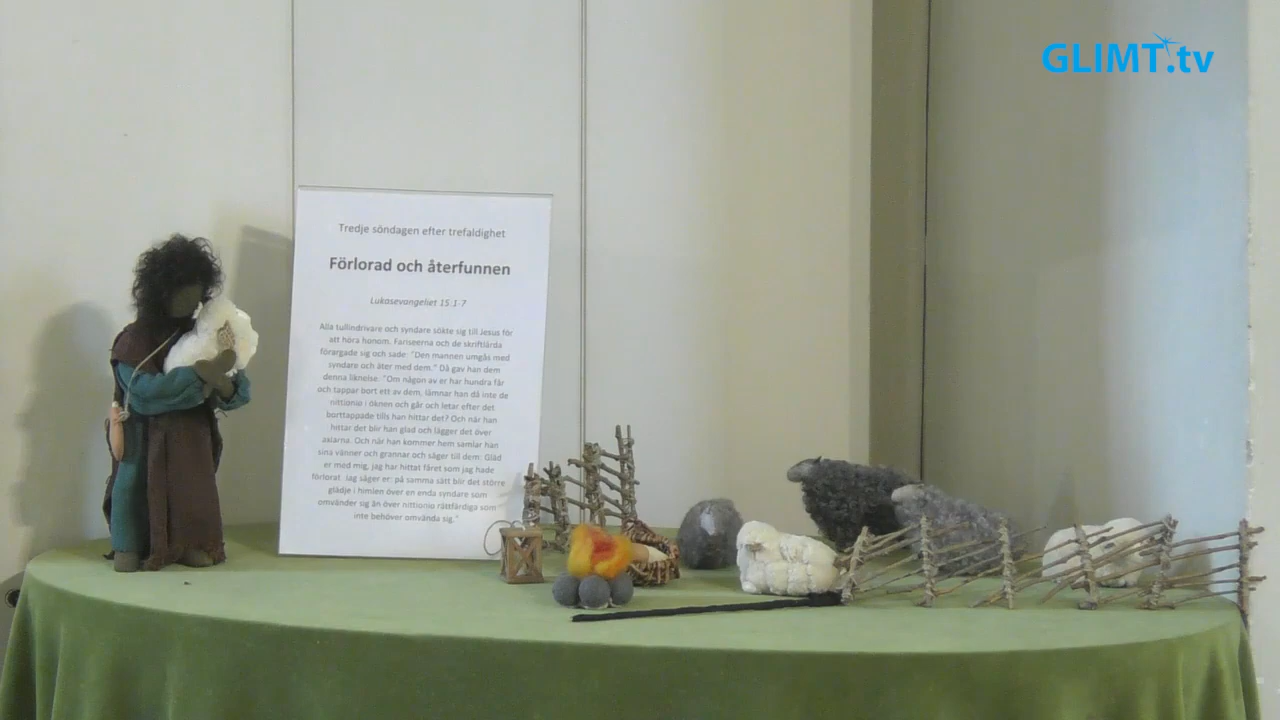 GLIMT.tv
Tredje söndagen efter trefaldighet
Förlorad och återfunnen
Lukasevangeliet 15:1-7
Alla tullindrivare och syndare sökte sig till Jesus för
att höra honom. Fariseerna och de skriftlärda
förargade sig och sade: "Den mannen umgås med
syndare och äter med dem." Då gav han dem
denna liknelse: "Om någon av er har hundra får
och tappar bort ett av dem, lämnar han då inte de
nittionio i öknen och går och letar efter det
borttappade tills han hittar det? Och när han
hittar det blir han glad och lägger det över
axlarna. Och när han kommer hem samlar han
sina vänner och grannar och säger till dem: Gläd
er med mig, jag har hittat fåret som jag hade
förlorat. Jag säger er: på samma sätt blir det större
glädje i himlen över en enda syndare som
omvänder sig än över nittionio rättfärdiga som
inte behöver omvända sig."